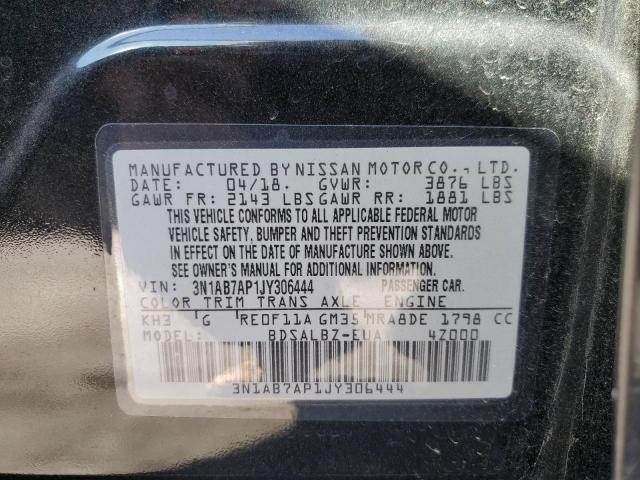 MANUFACTURED BY NISSAN MOTOR CO., LTD.
DATE: 04/18. GVWR: 3876 LBS
GAWR FR: 2143 LBS GAWR RR: 1881 LBS
THIS VEHICLE CONFORMS TO ALL APPLICABLE FEDERAL MOTOR
VEHICLE SAFETY, BUMPER AND THEFT PREVENTION STANDARDS
IN EFFECT ON THE DATE OF MANUFACTURE SHOWN ABOVE.
SEE OWNER'S MANUAL FOR ADDITIONAL INFORMATION.
VIN: 3N1AB7AP1JY306444 PASSENGER CAR.
COLOR TRIM TRANS AXLE ENGINE
KH3 G RE0F11A GM35 MRA8DE 1798 CC
MODEL: BDSALBZ-EUA 4Z000
3N1AB7AP1JY306444